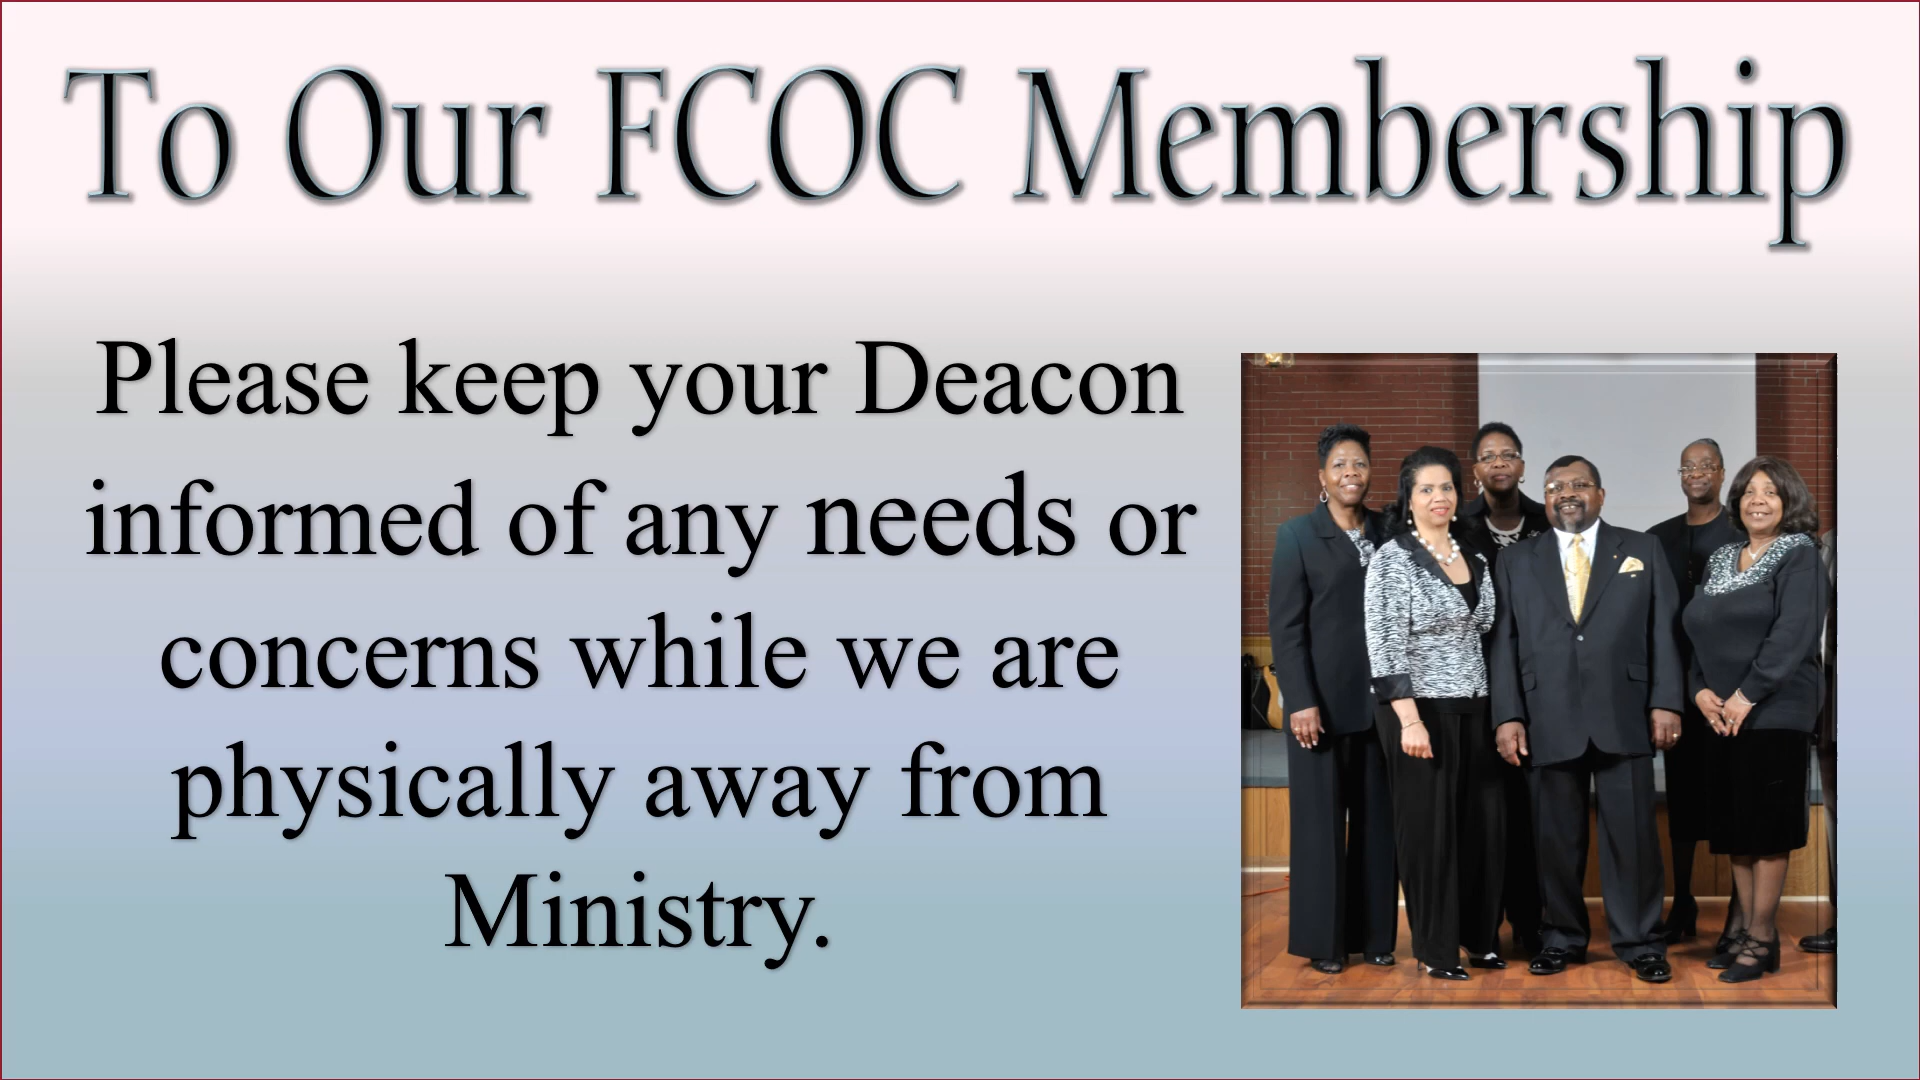 To Our FCOC Membership
Please keep your Deacon
informed of any needs or
concerns while we are
physically away from
Ministry.